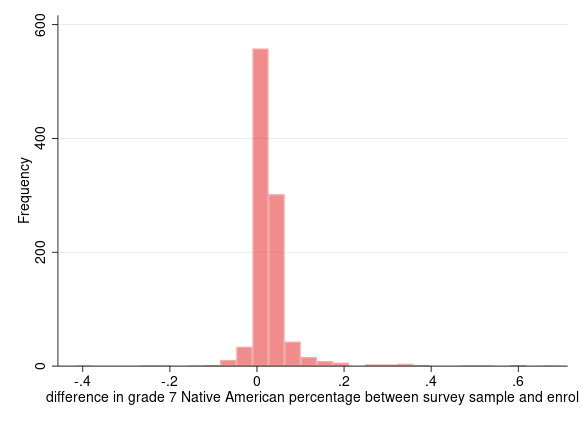 600
400
200
0
Frequency
-.4 -.2 0 .2 .4 .6
difference in grade 7 Native American percentage between survey sample and enrol